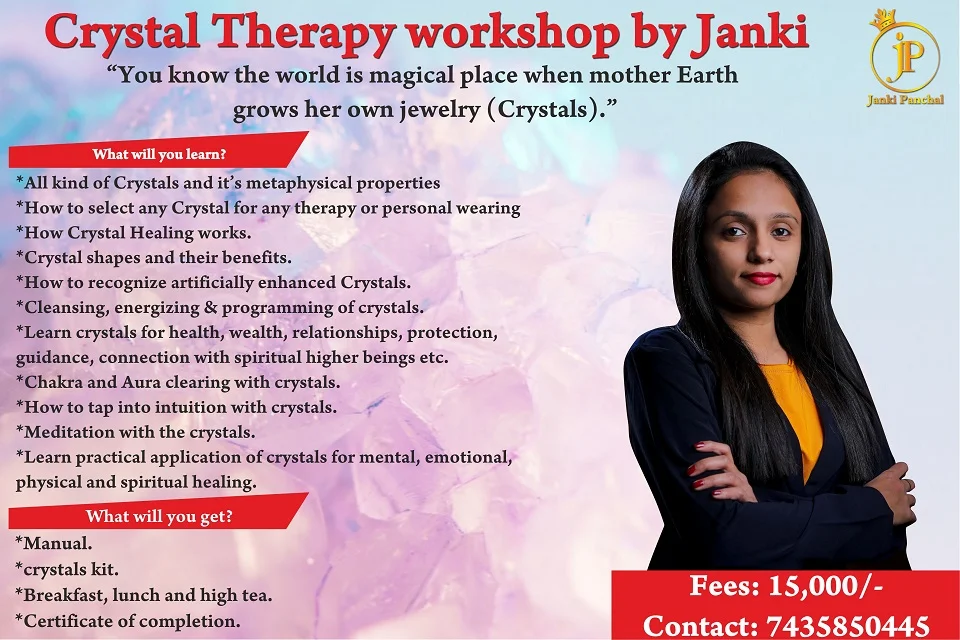 Crystal Therapy workshop by Janki
“You know the world is magical place when mother Earth
grows her own jewelry (Crystals).”
jP
Janki Panchal
What will you learn?
*All kind of Crystals and it’s metaphysical properties
*How to select any Crystal for any therapy or personal wearing
*How Crystal Healing works.
*Crystal shapes and their benefits.
*How to recognize artificially enhanced Crystals.
*Cleansing, energizing & programming of crystals.
*Learn crystals for health, wealth, relationships, protection,
guidance, connection with spiritual higher beings etc.
*Chakra and Aura clearing with crystals.
*How to tap into intuition with crystals.
*Meditation with the crystals.
*Learn practical application of crystals for mental, emotional,
physical and spiritual healing.
What will you get?
*Manual.
*crystals kit.
*Breakfast, lunch and high tea.
*Certificate of completion.
Fees: 15,000/-
Contact: 7435850445